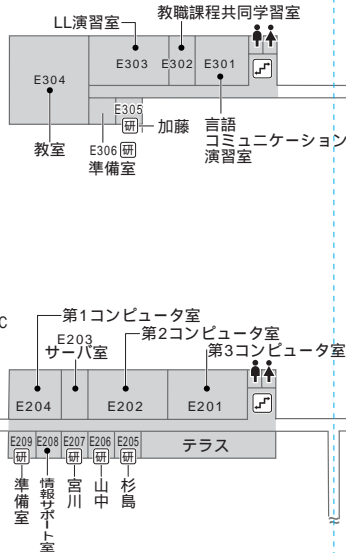 教職課程共同学習室
LL演習室
E304
E303
E302
E301
E305
研
加藤
教室
E306
研
準備室
言語
コミュニケーション
演習室
C
第1コンピュータ室
E203
サーバ室
第2コンピュータ室
第3コンピュータ室
E204
E202
E201
E209
E208
E207
E206
E205
テラス
研
研
研
研
準備室
情報サポート室
宮川
山中
杉島